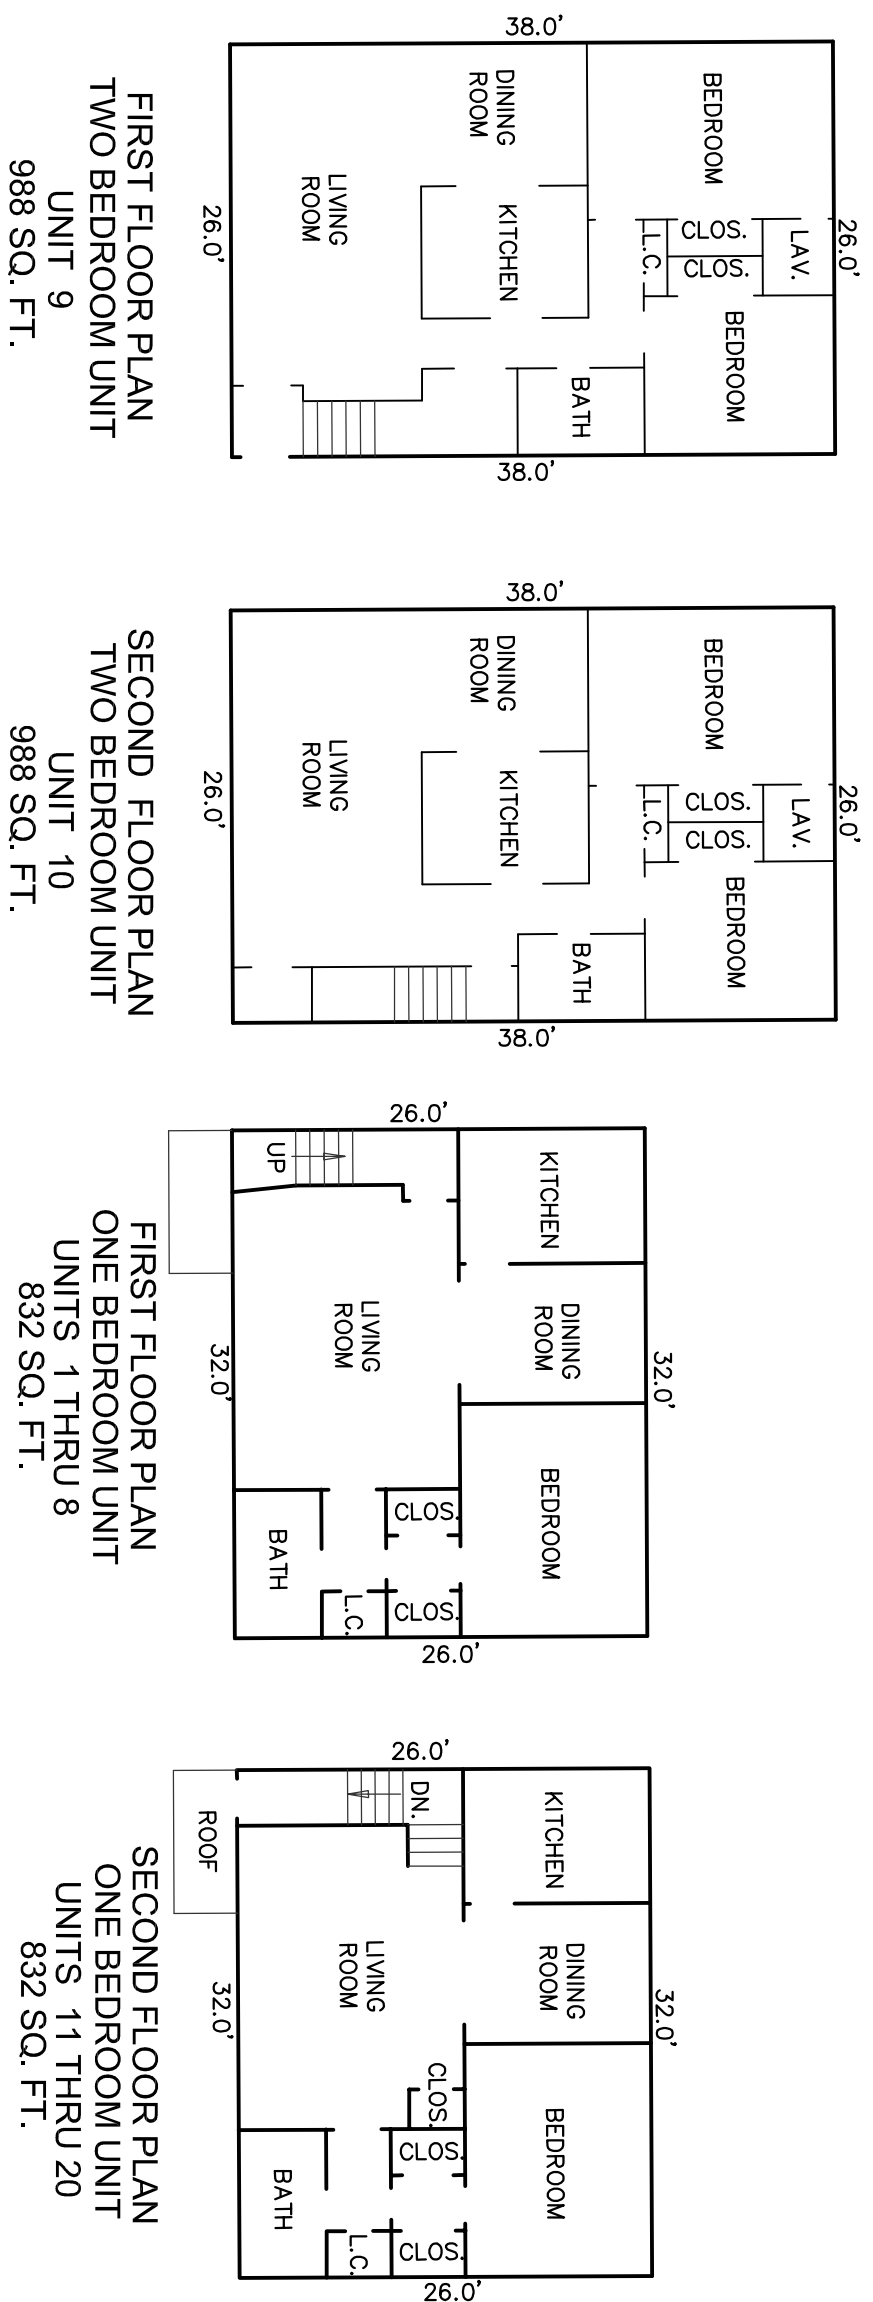 38.0'
26.0'
BEDROOM
DINING
ROOM
LAV.
CLOS.
CLOS.
L.C.
KITCHEN
LIVING
ROOM
BEDROOM
BATH
26.0'
38.0'
FIRST FLOOR PLAN
TWO BEDROOM UNIT
UNIT 9
988 SQ. FT.
38.0'
26.0'
BEDROOM
DINING
ROOM
LAV.
CLOS.
CLOS.
L.C.
KITCHEN
LIVING
ROOM
BEDROOM
BATH
26.0'
38.0'
SECOND FLOOR PLAN
TWO BEDROOM UNIT
UNIT 10
988 SQ. FT.
26.0'
32.0'
KITCHEN
UP
DINING
ROOM
LIVING
ROOM
BEDROOM
CLOS.
BATH
CLOS.
L.C.
32.0'
26.0'
FIRST FLOOR PLAN
ONE BEDROOM UNIT
UNITS 1 THRU 8
832 SQ. FT.
26.0'
32.0'
KITCHEN
DN.
ROOF
DINING
ROOM
LIVING
ROOM
BEDROOM
CLOS.
CLOS.
BATH
CLOS.
L.C.
32.0'
26.0'
SECOND FLOOR PLAN
ONE BEDROOM UNIT
UNITS 11 THRU 20
832 SQ. FT.